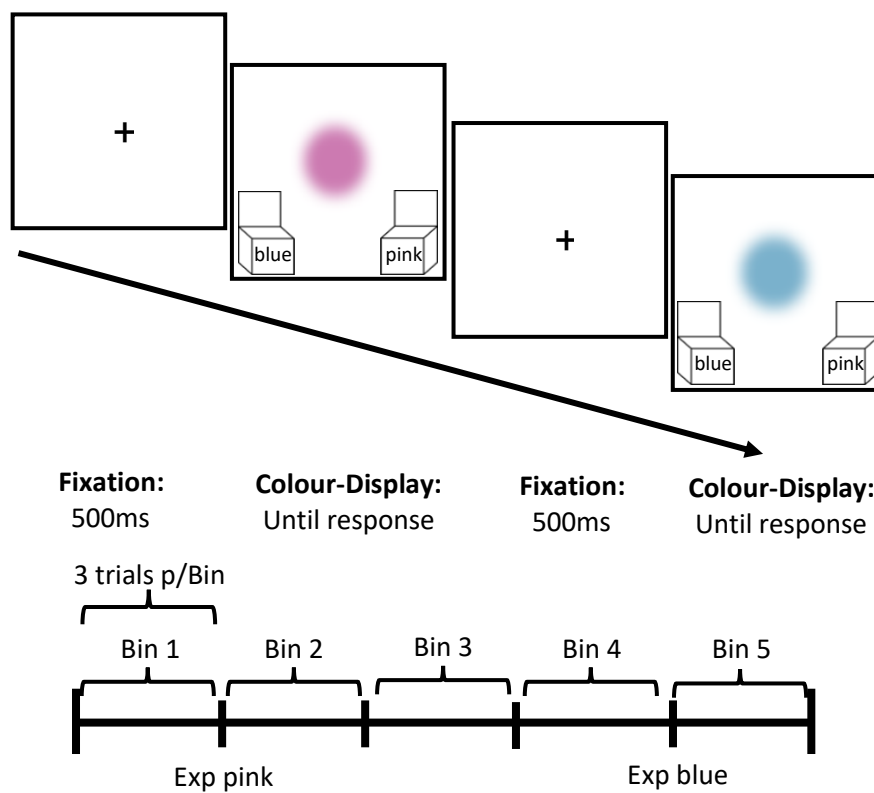 +
blue
pink
+
blue
pink
Fixation:
500ms
Colour-Display:
Until response
Fixation:
500ms
Colour-Display:
Until response
3 trials p/Bin
Bin 1
Bin 2
Bin 3
Bin 4
Bin 5
Exp pink
Exp blue